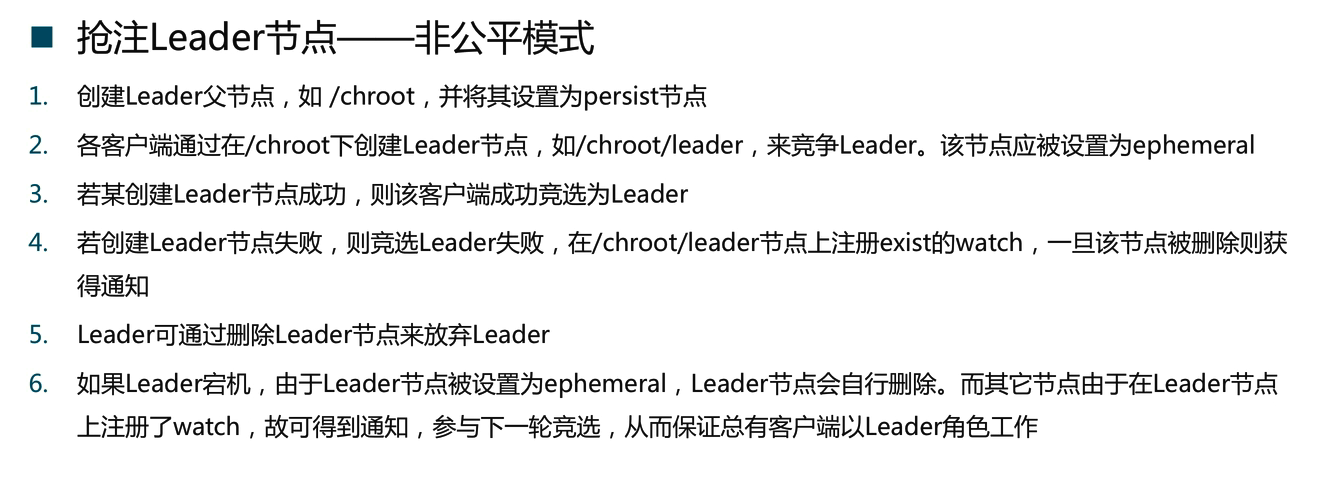 ■ 抢注Leader节点——非公平模式
1. 创建Leader父节点，如 /chroot，并将其设置为persist节点
2. 各客户端通过在/chroot下创建Leader节点，如/chroot/leader，来竞争Leader。该节点应被设置为ephemeral
3. 若某创建Leader节点成功，则该客户端成功竞选为Leader
4. 若创建Leader节点失败，则竞选Leader失败，在/chroot/leader节点上注册exist的watch，一旦该节点被删除则获
得通知
5. Leader可通过删除Leader节点来放弃Leader
6. 如果Leader宕机，由于Leader节点被设置为ephemeral，Leader节点会自行删除。而其它节点由于在Leader节点
上注册了watch，故可得到通知，参与下一轮竞选，从而保证总有客户端以Leader角色工作